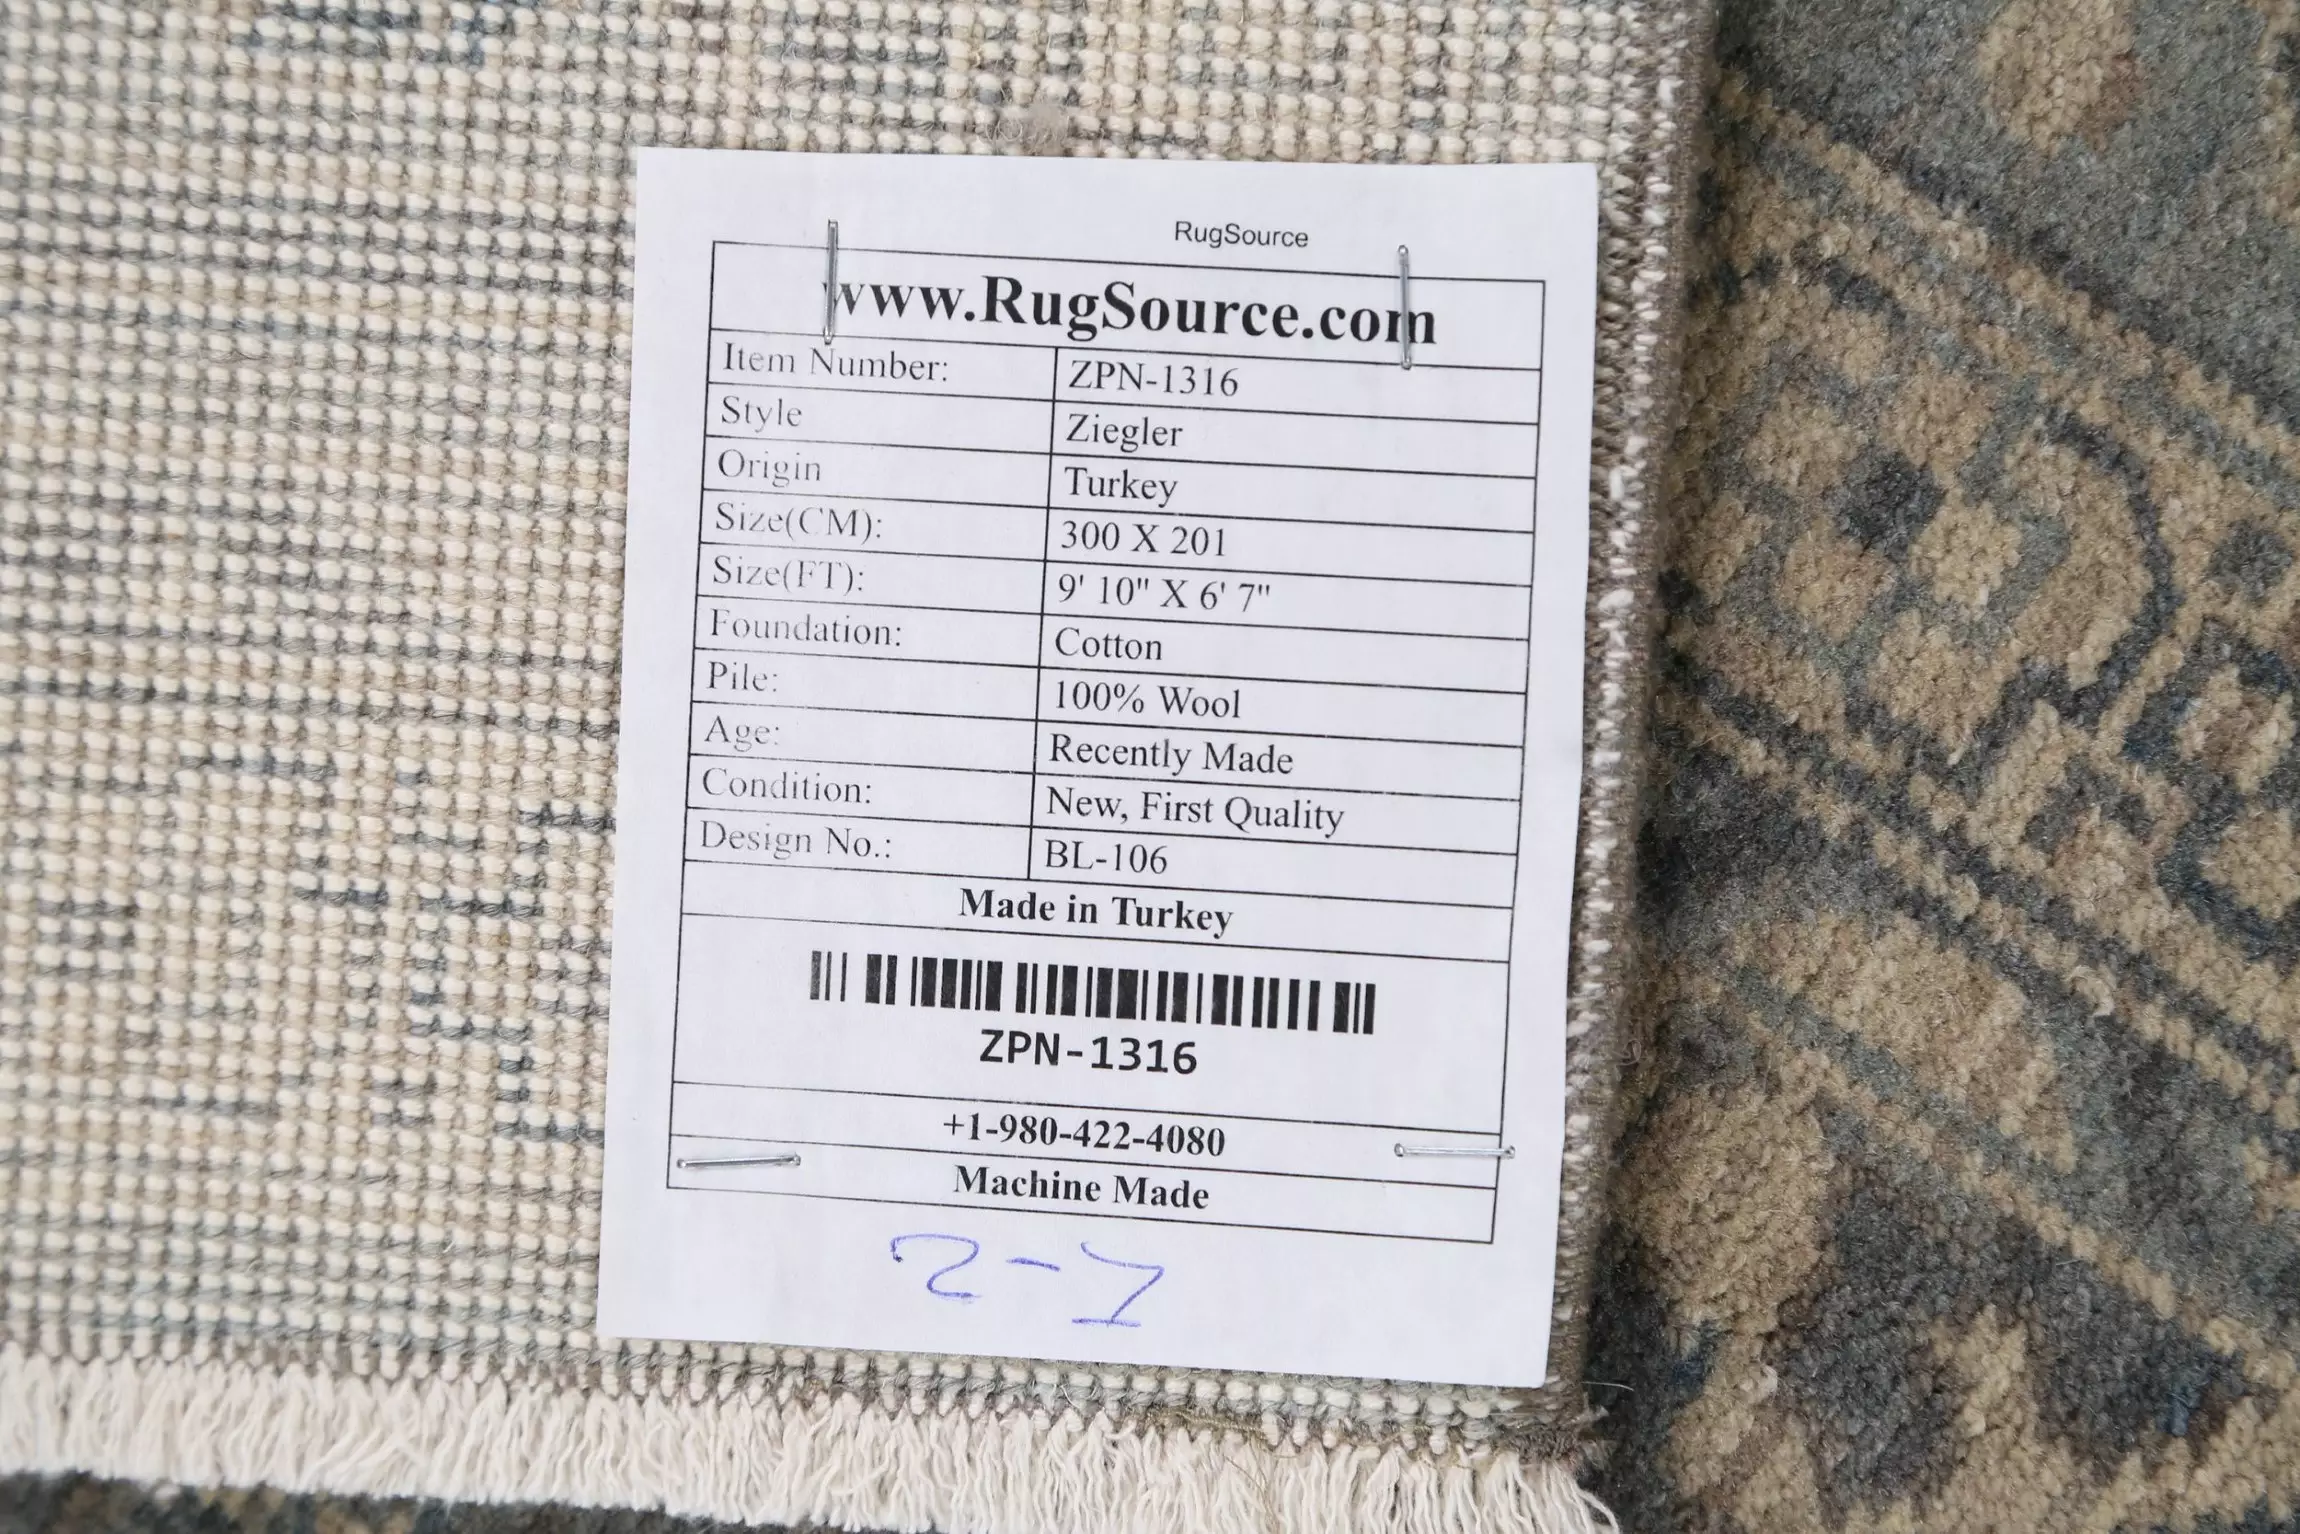 RugSource
www.RugSource.com
Item Number: ZPN-1316
Style Ziegler
Origin Turkey
Size(CM): 300 X 201
Size(FT): 9' 10" X 6' 7"
Foundation: Cotton
Pile: 100% Wool
Age: Recently Made
Condition: New, First Quality
Design No.: BL-106
Made in Turkey
ZPN-1316
+1-980-422-4080
Machine Made